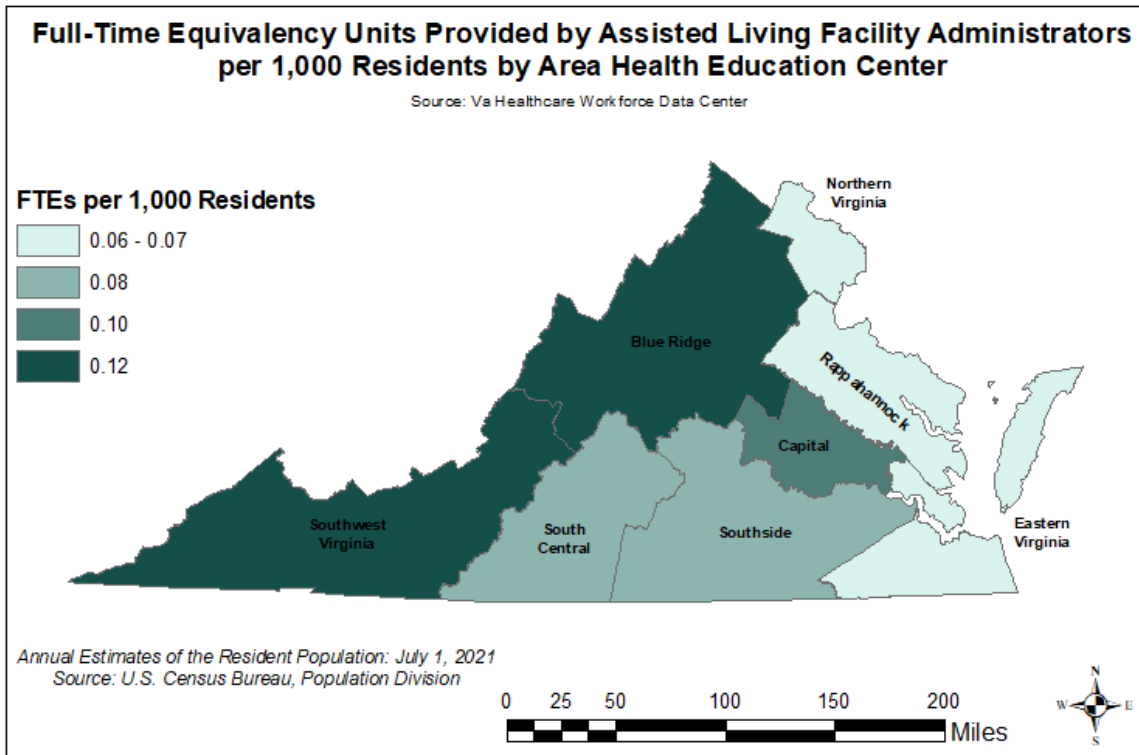 Full-Time Equivalency Units Provided by Assisted Living Facility Administrators
per 1,000 Residents by Area Health Education Center
Source: Va Healthcare Workforce Data Center
FTEs per 1,000 Residents
0.06 - 0.07
0.08
0.10
0.12
Northern
Virginia
Blue Ridge
Rappahannock
Capital
Southwest
Virginia
South
Central
Southside
Eastern
Virginia
Annual Estimates of the Resident Population: July 1, 2021
Source: U.S. Census Bureau, Population Division
0 25 50 100 150 200
Miles
N
W E
S